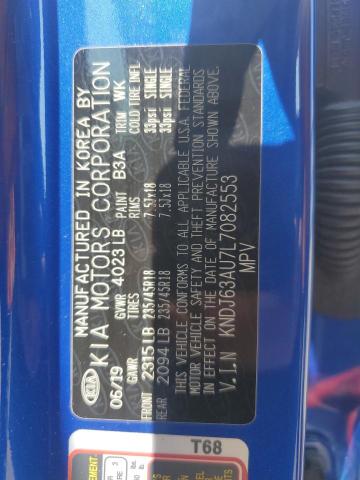 MANUFACTURED IN KOREA BY
KIA MOTORS CORPORATION
KIA
06/19 GVWR 4023LB PAINT B3A TRIM WK
GAWR TIRES RIMS COLD TIRE INFL
FRONT 2315LB 235/45R18 7.5Jx18 33psi SINGLE
REAR 2094LB 235/45R18 7.5Jx18 33psi SINGLE
THIS VEHICLE CONFORMS TO ALL APPLICABLE U.S.A. FEDERAL
MOTOR VEHICLE SAFETY AND THEFT PREVENTION STANDARDS
IN EFFECT ON THE DATE OF MANUFACTURE SHOWN ABOVE.
V.I.N KNDJ63AU7L7082553
MPV
T68